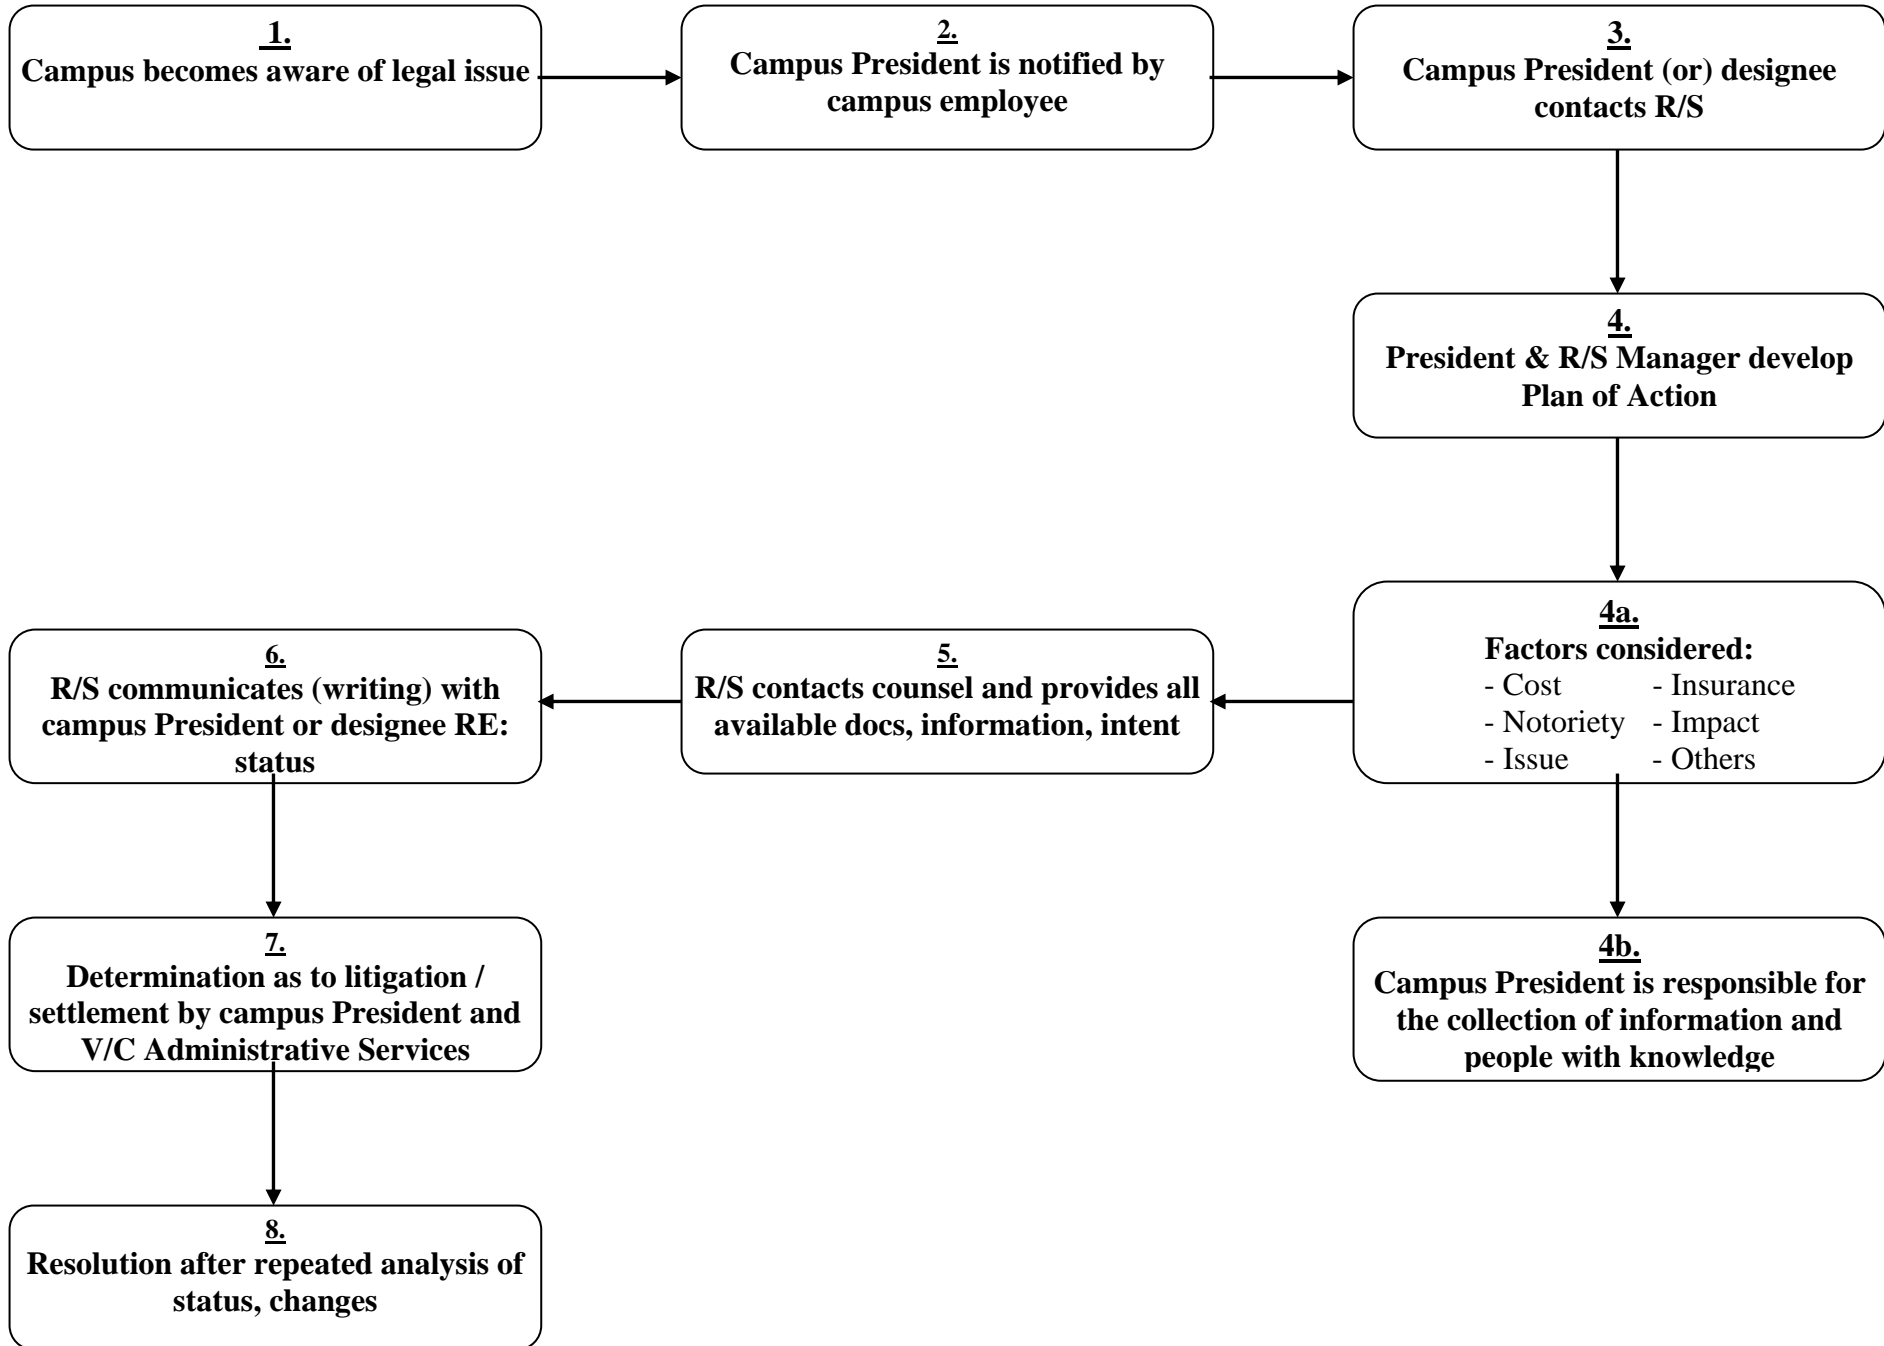 1.
Campus becomes aware of legal issue
2.
Campus President is notified by
campus employee
3.
Campus President (or) designee
contacts R/S
4.
President & R/S Manager develop
Plan of Action
4a.
Factors considered:
- Cost - Insurance
- Notoriety - Impact
- Issue - Others
4b.
Campus President is responsible for
the collection of information and
people with knowledge
5.
R/S contacts counsel and provides all
available docs, information, intent
6.
R/S communicates (writing) with
campus President or designee RE:
status
7.
Determination as to litigation /
settlement by campus President and
V/C Administrative Services
8.
Resolution after repeated analysis of
status, changes